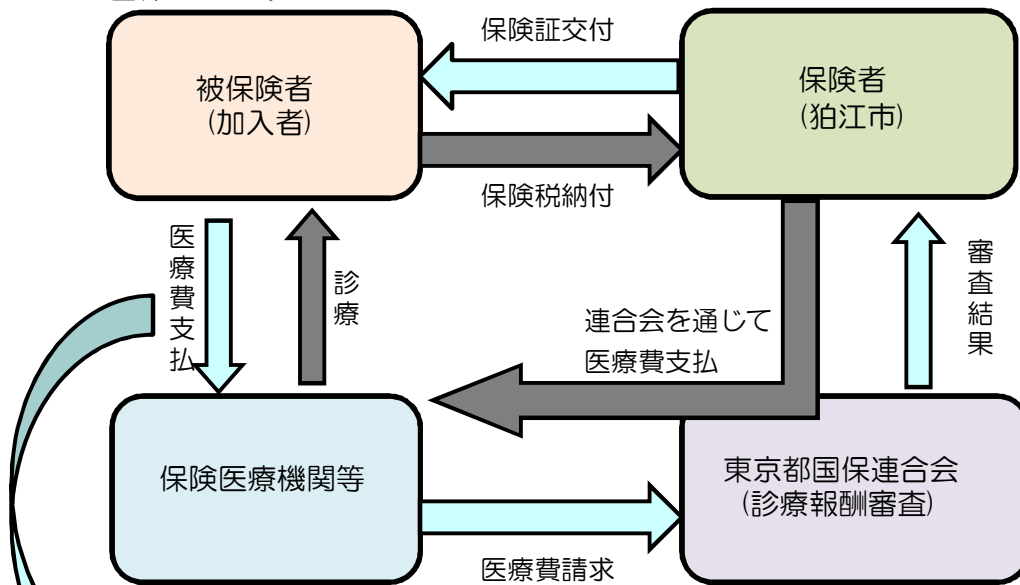 保険証交付
被保険者
(加入者)
保険者
(狛江市)
保険税納付
医療費支払
診療
連合会を通じて
医療費支払
審査結果
保険医療機関等
東京都国保連合会
(診療報酬審査)
医療費請求